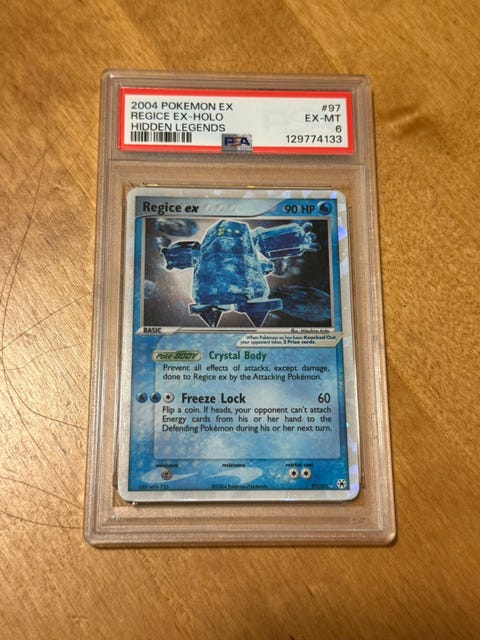 2004 POKEMON EX #97
REGICE EX-HOLO EX-MT
HIDDEN LEGENDS 6
PSA 129774133
Regice ex 90 HP
BASIC
When Pokémon-ex has been Knocked Out,
your opponent takes 2 Prize cards.
Poké-BODY Crystal Body
Prevent all effects of attacks, except damage,
done to Regice ex by the Attacking Pokémon.
Freeze Lock 60
Flip a coin. If heads, your opponent can't attach
Energy cards from his or her hand to the
Defending Pokémon during his or her next turn.
weakness resistance retreat cost
©2004 Pokémon/Nintendo